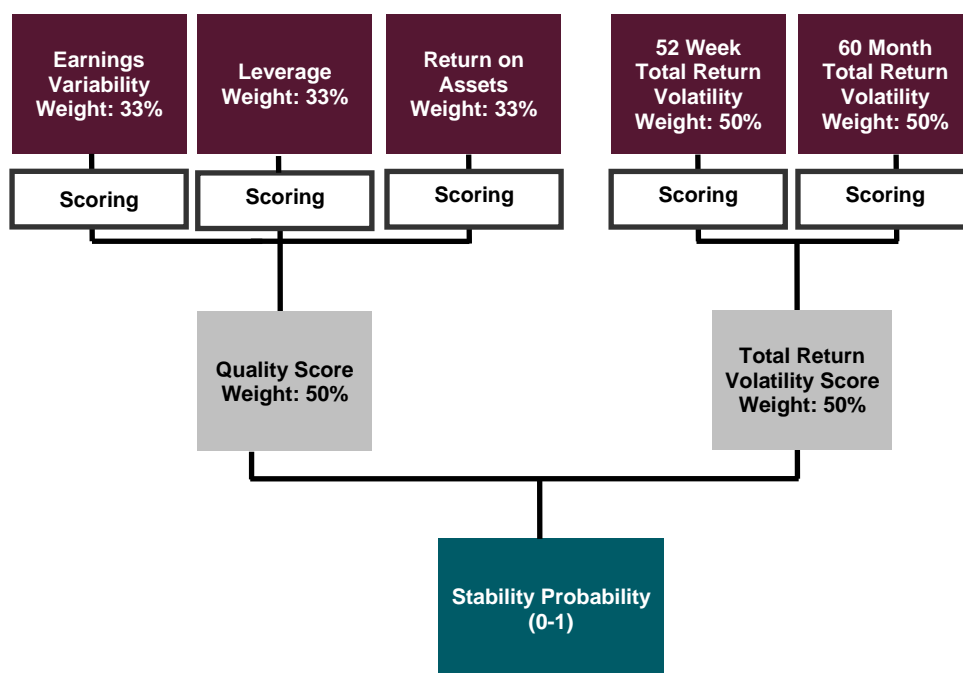 Earnings
Variability
Weight: 33%
Leverage
Weight: 33%
Return on
Assets
Weight: 33%
52 Week
Total Return
Volatility
Weight: 50%
60 Month
Total Return
Volatility
Weight: 50%
Scoring
Scoring
Scoring
Scoring
Scoring
Quality Score
Weight: 50%
Total Return
Volatility Score
Weight: 50%
Stability Probability
(0-1)